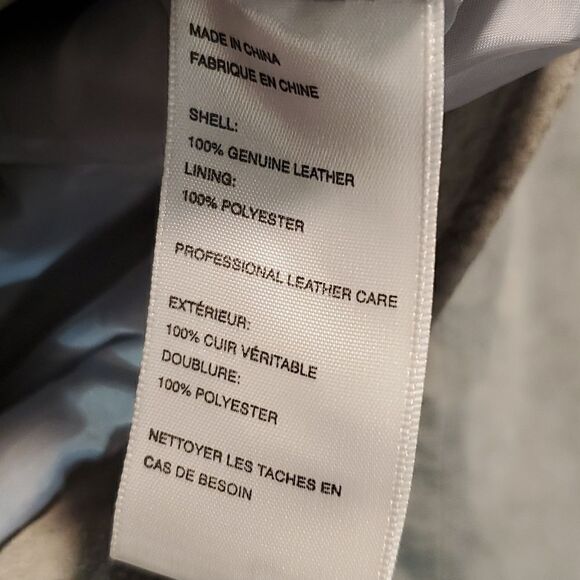 MADE IN CHINA
FABRIQUE EN CHINE
SHELL:
100% GENUINE LEATHER
LINING:
100% POLYESTER
PROFESSIONAL LEATHER CARE
EXTÉRIEUR:
100% CUIR VÉRITABLE
DOUBLURE:
100% POLYESTER
NETTOYER LES TACHES EN
CAS DE BESOIN